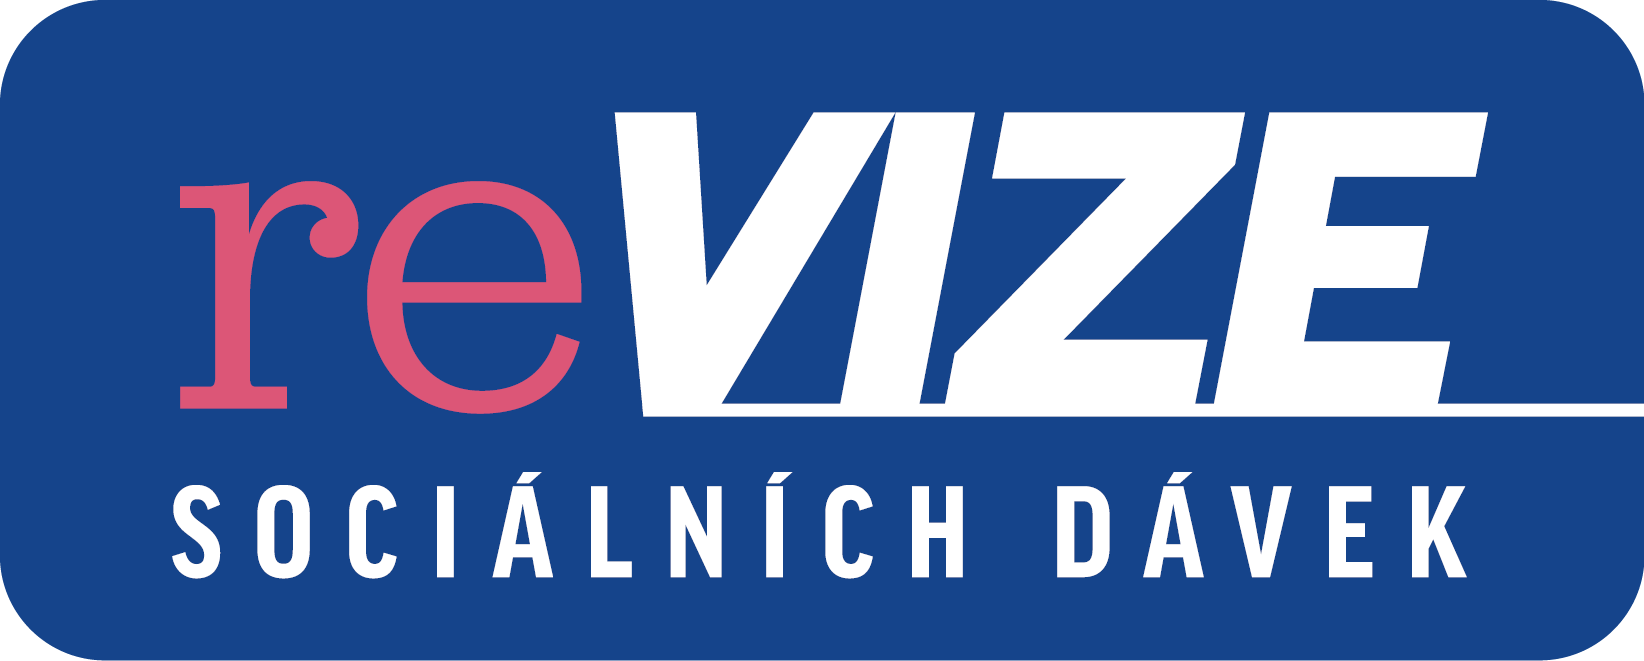 reVIZE
SOCIÁLNÍCH DÁVEK